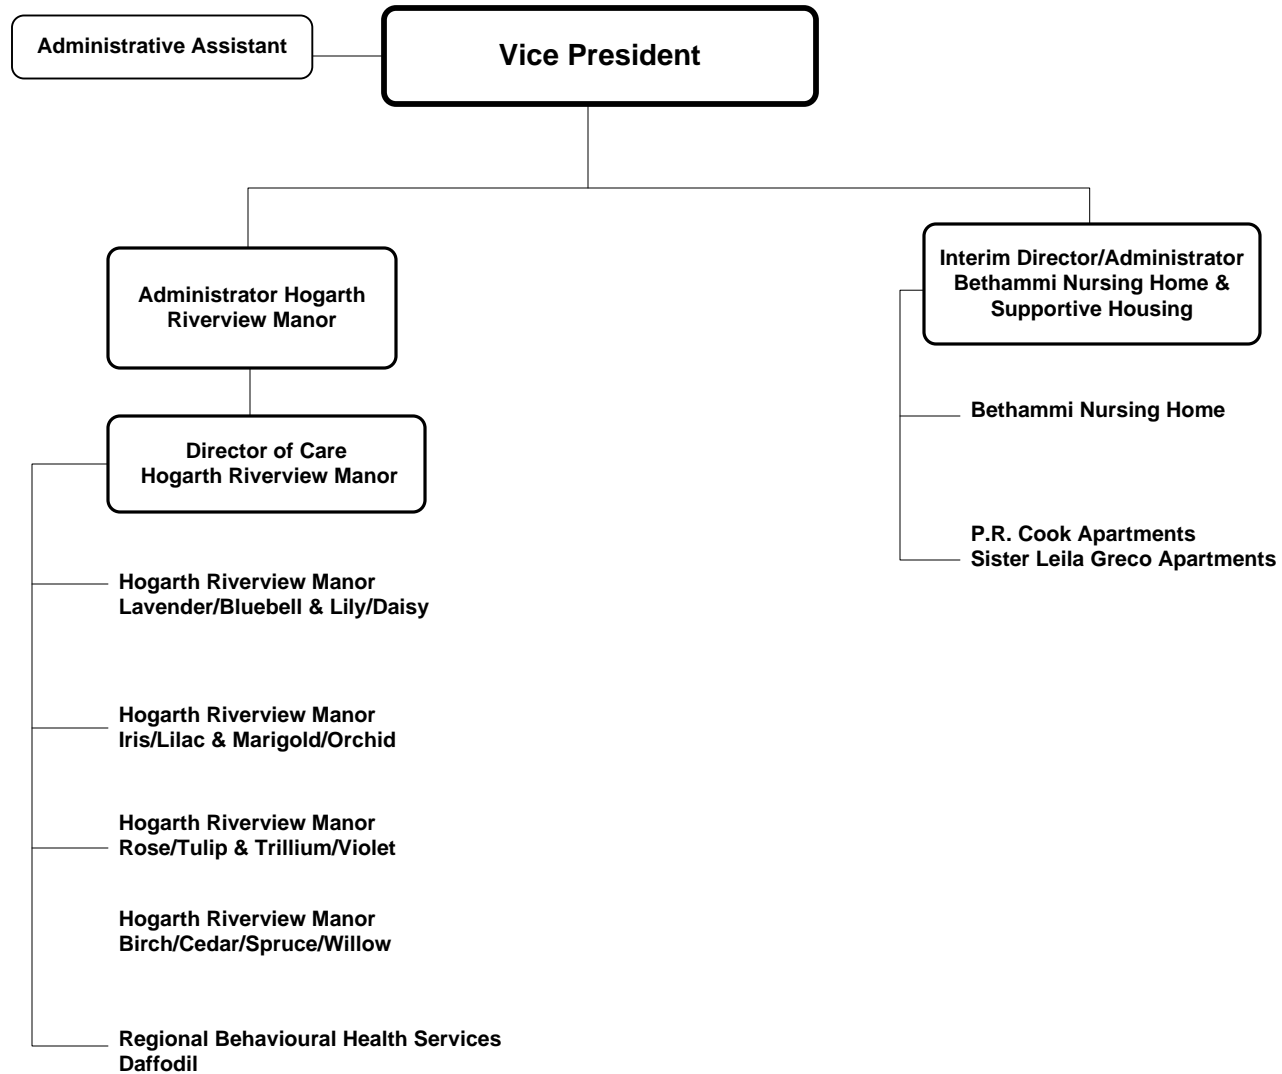 Administrative Assistant
Vice President
Administrator Hogarth
Riverview Manor
Director of Care
Hogarth Riverview Manor
Hogarth Riverview Manor
Lavender/Bluebell & Lily/Daisy
Hogarth Riverview Manor
Iris/Lilac & Marigold/Orchid
Hogarth Riverview Manor
Rose/Tulip & Trillium/Violet
Hogarth Riverview Manor
Birch/Cedar/Spruce/Willow
Regional Behavioural Health Services
Daffodil
Interim Director/Administrator
Bethammi Nursing Home &
Supportive Housing
Bethammi Nursing Home
P.R. Cook Apartments
Sister Leila Greco Apartments